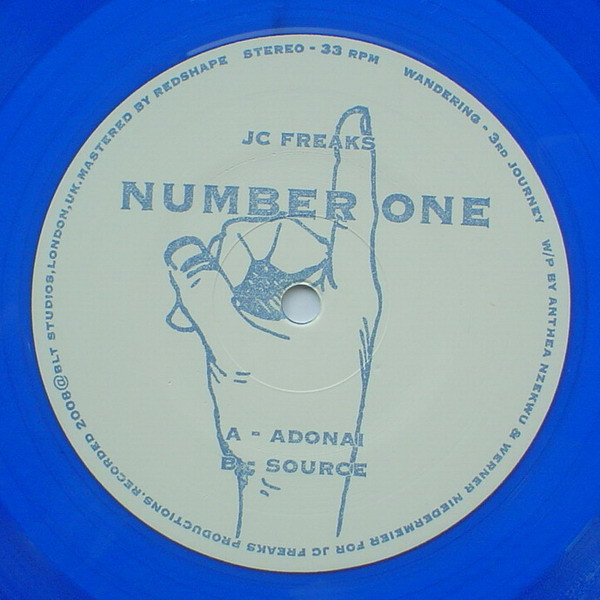 JC FREAKS
NUMBER ONE
A - ADONAI
B - SOURCE
STEREO - 33 RPM WANDERING - 3RD JOURNEY W/P BY ANTHEA NZEKWU & WERNER NIEDERMEIER FOR JC FREAKS PRODUCTIONS, RECORDED 2008@BLT STUDIOS, LONDON, UK. MASTERED BY REDSHAPE